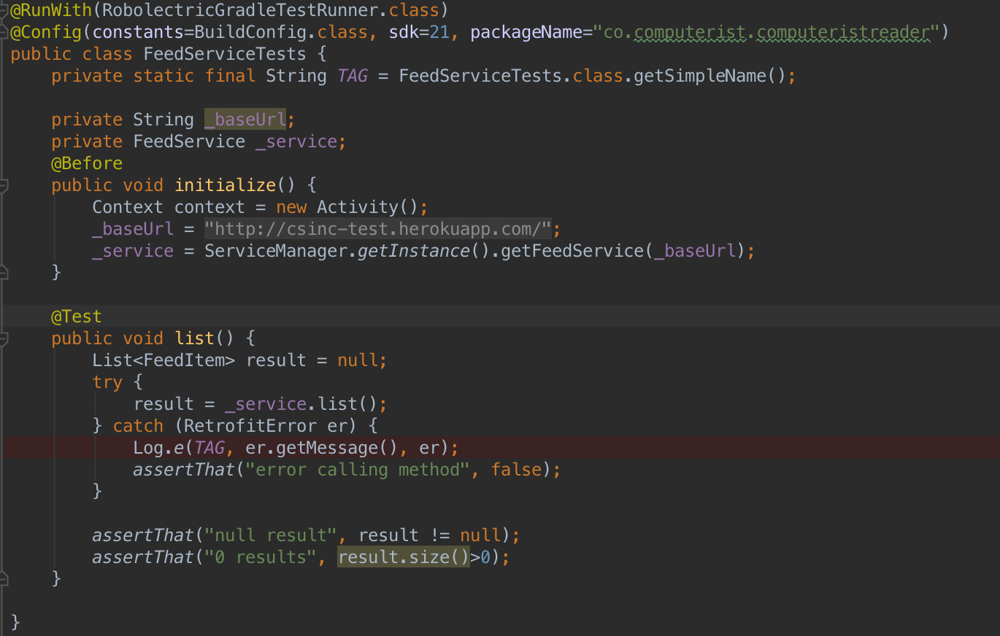 @RunWith(RobolectricGradleTestRunner.class)
@Config(constants=BuildConfig.class, sdk=21, packageName="co.computerist.computeristreader")
public class FeedServiceTests {
    private static final String TAG = FeedServiceTests.class.getSimpleName();

    private String _baseUrl;
    private FeedService _service;
    @Before
    public void initialize() {
        Context context = new Activity();
        _baseUrl = "http://csinc-test.herokuapp.com/";
        _service = ServiceManager.getInstance().getFeedService(_baseUrl);
    }

    @Test
    public void list() {
        List<FeedItem> result = null;
        try {
            result = _service.list();
        } catch (RetrofitError er) {
            Log.e(TAG, er.getMessage(), er);
            assertThat("error calling method", false);
        }

        assertThat("null result", result != null);
        assertThat("0 results", result.size()>0);
    }

}